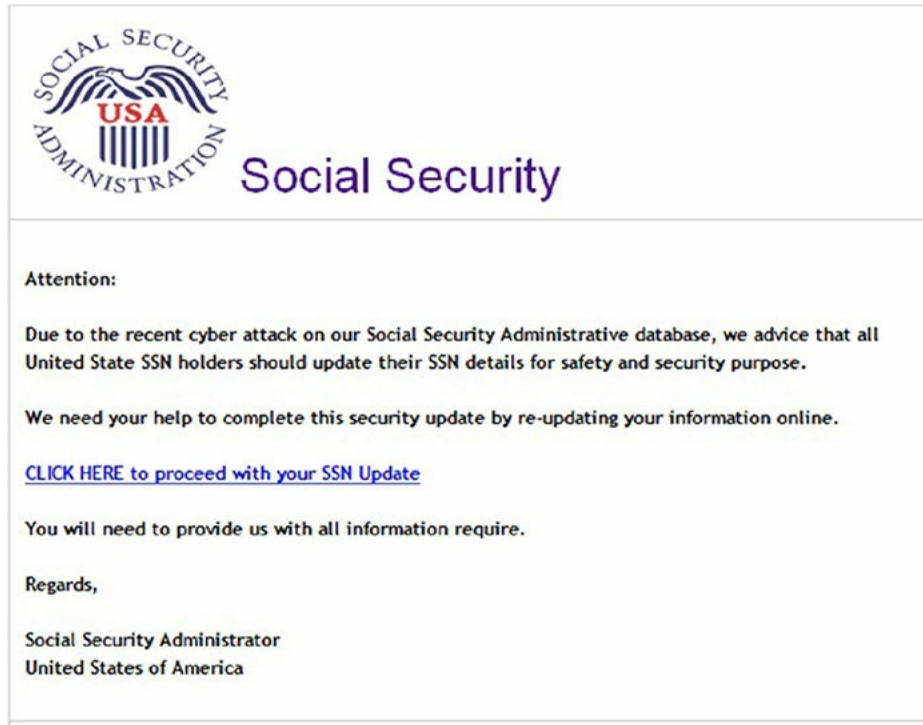 SOCIAL SECURITY ADMINISTRATION
USA
Social Security
Attention:
Due to the recent cyber attack on our Social Security Administrative database, we advice that all
United State SSN holders should update their SSN details for safety and security purpose.
We need your help to complete this security update by re-updating your information online.
CLICK HERE to proceed with your SSN Update
You will need to provide us with all information require.
Regards,
Social Security Administrator
United States of America